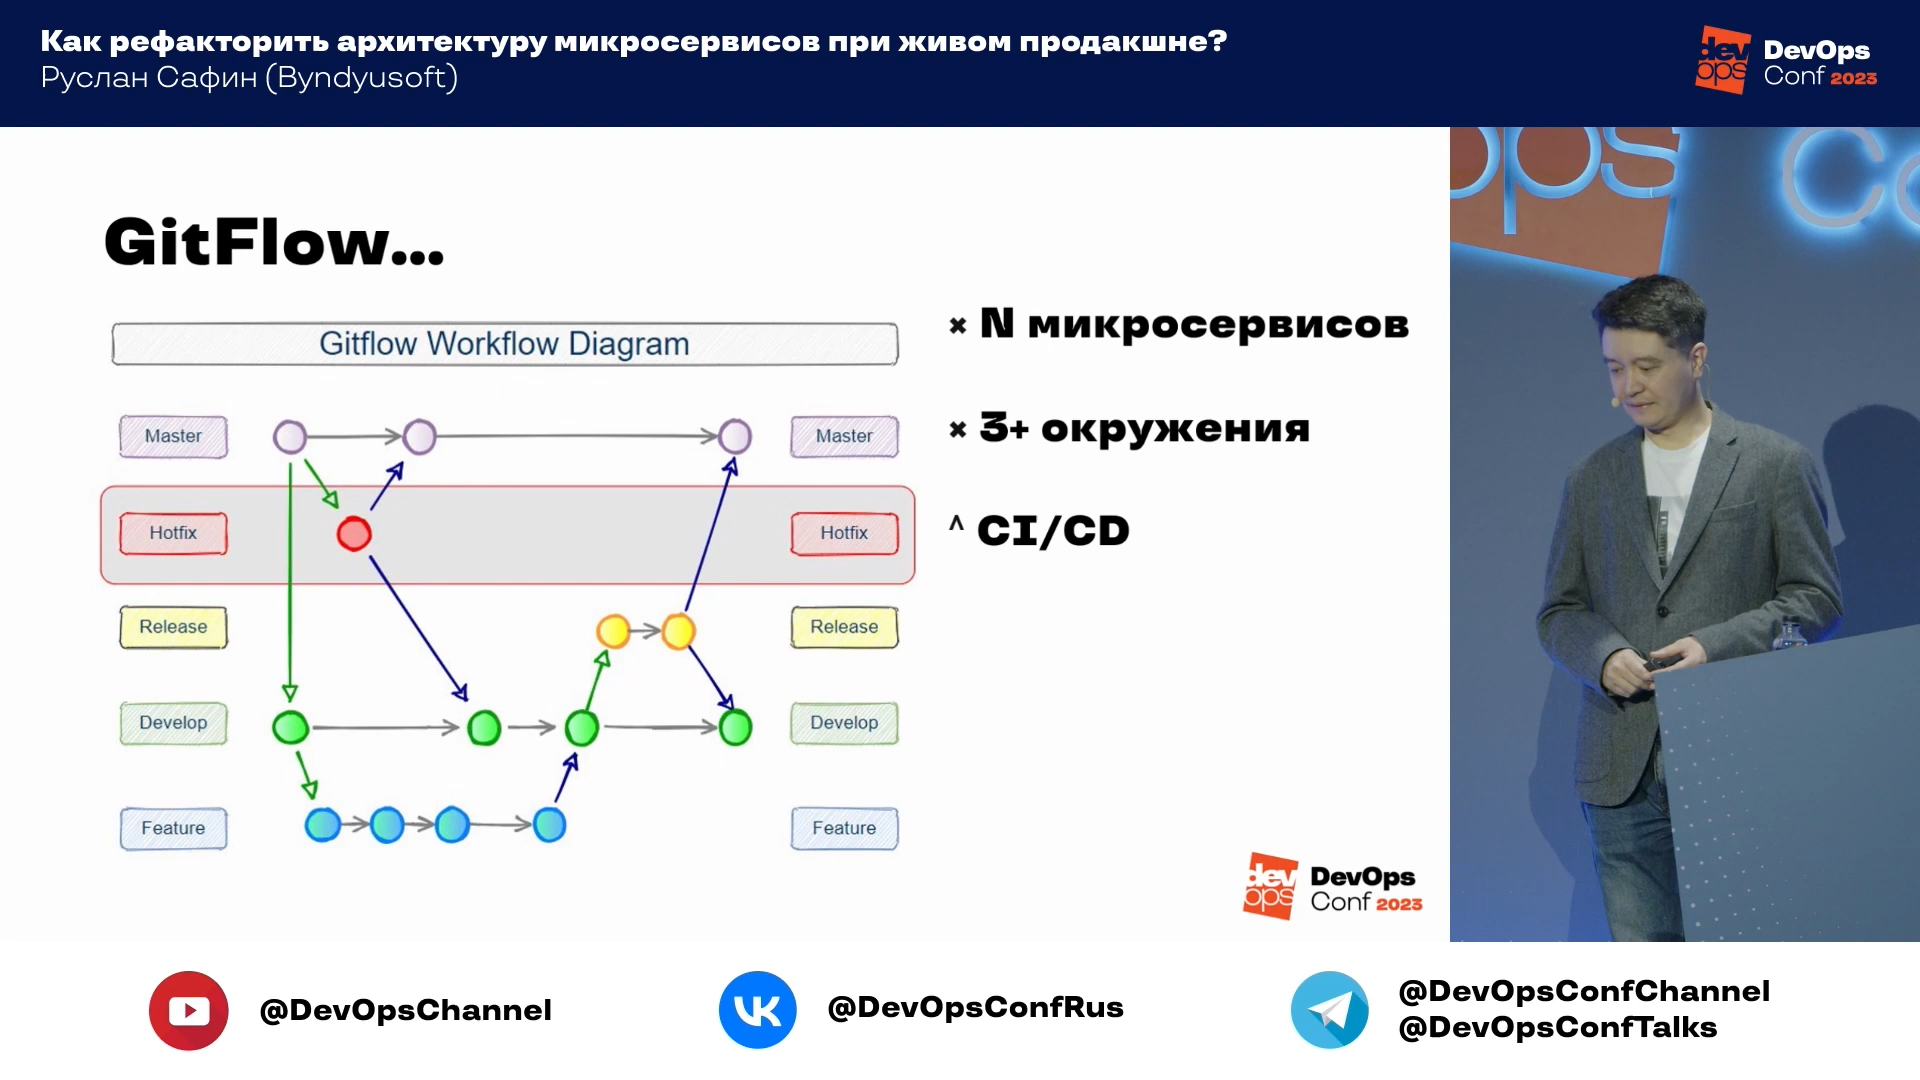 Как рефакторить архитектуру микросервисов при живом продакшне?
Руслан Сафин (Byndyusoft)
dev
ops
DevOps
Conf 2023
GitFlow...
Gitflow Workflow Diagram
Master
Master
Hotfix
Hotfix
Release
Release
Develop
Develop
Feature
Feature
× N микросервисов
× 3+ окружения
^ CI/CD
ops
Co
dev
ops
DevOps
Conf 2023
@DevOpsChannel
@DevOpsConfRus
@DevOpsConfChannel
@DevOpsConfTalks